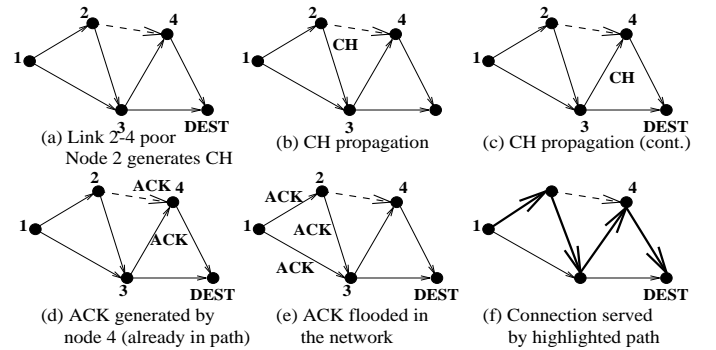 2
4
1
3
DEST
(a) Link 2-4 poor
Node 2 generates CH
2
4
CH
1
3
(b) CH propagation
2
4
CH
1
3
DEST
(c) CH propagation (cont.)
2
ACK 4
1
ACK
3
DEST
(d) ACK generated by
node 4 (already in path)
2
4
ACK
1
ACK
ACK
3
DEST
(e) ACK flooded in
the network
4
DEST
(f) Connection served
by highlighted path